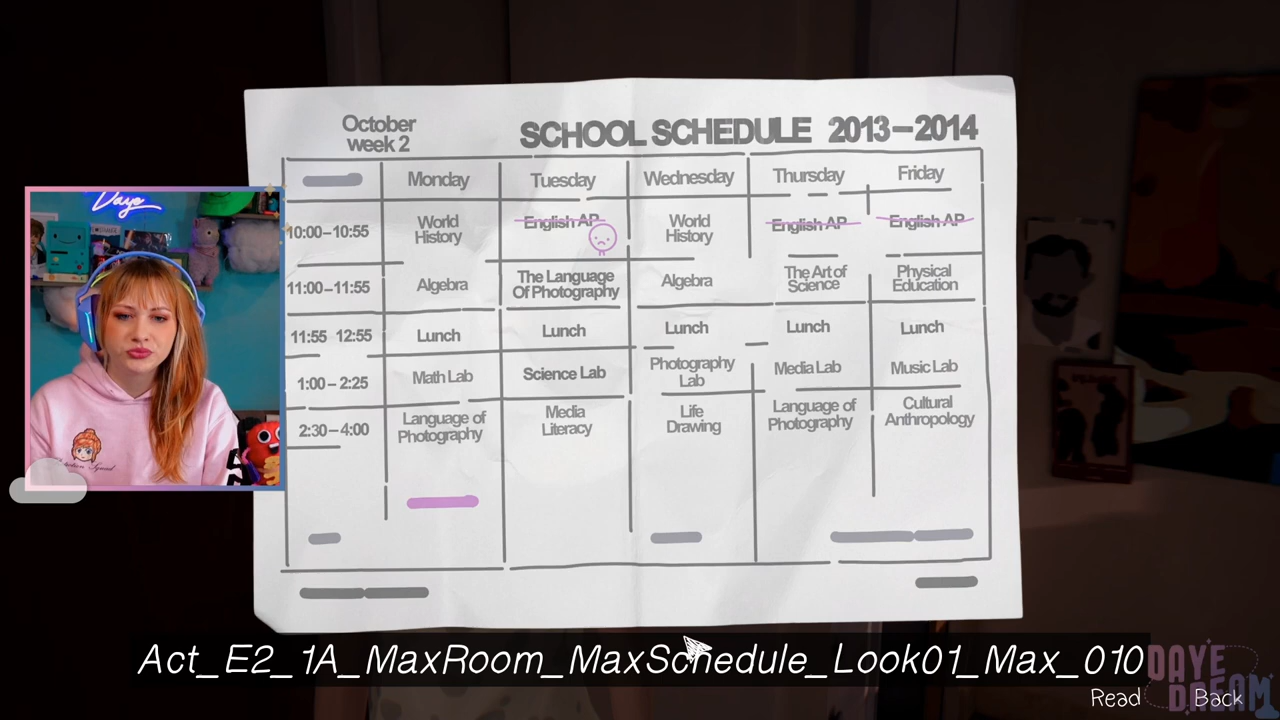 Daye
October
week 2
SCHOOL SCHEDULE 2013-2014
Monday Tuesday Wednesday Thursday Friday
10:00-10:55
World
History
English AP
World
History
English AP
English AP
11:00-11:55
Algebra
The Language
Of Photography
Algebra
The Art of
Science
Physical
Education
11:55 12:55
Lunch
Lunch
Lunch
Lunch
Lunch
1:00-2:25
Math Lab
Science Lab
Photography
Lab
Media Lab
Music Lab
2:30-4:00
Language of
Photography
Media
Literacy
Life
Drawing
Language of
Photography
Cultural
Anthropology
Act_E2_1A_MaxRoom_MaxSchedule_Look01_Max_010
Read Back
DAYE
DREAM